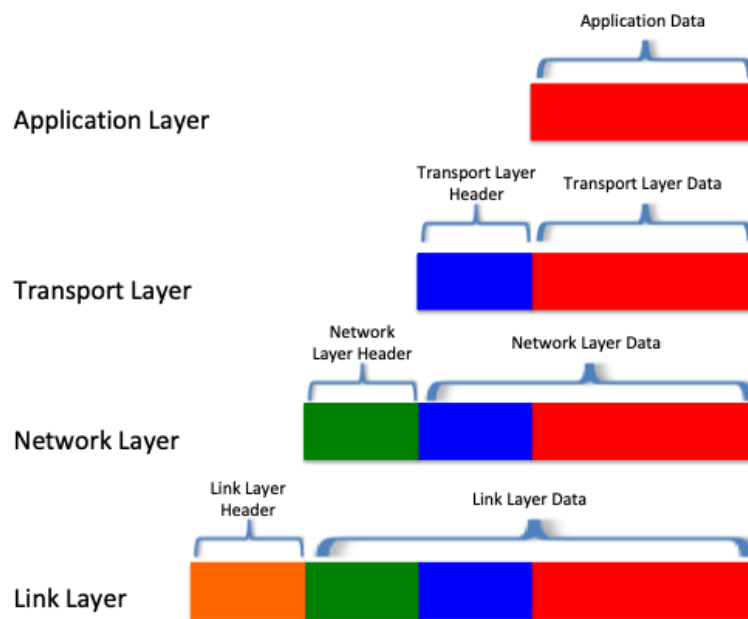 Application Data
Application Layer
Transport Layer
Header
Transport Layer Data
Transport Layer
Network
Layer Header
Network Layer Data
Network Layer
Link Layer
Header
Link Layer Data
Link Layer